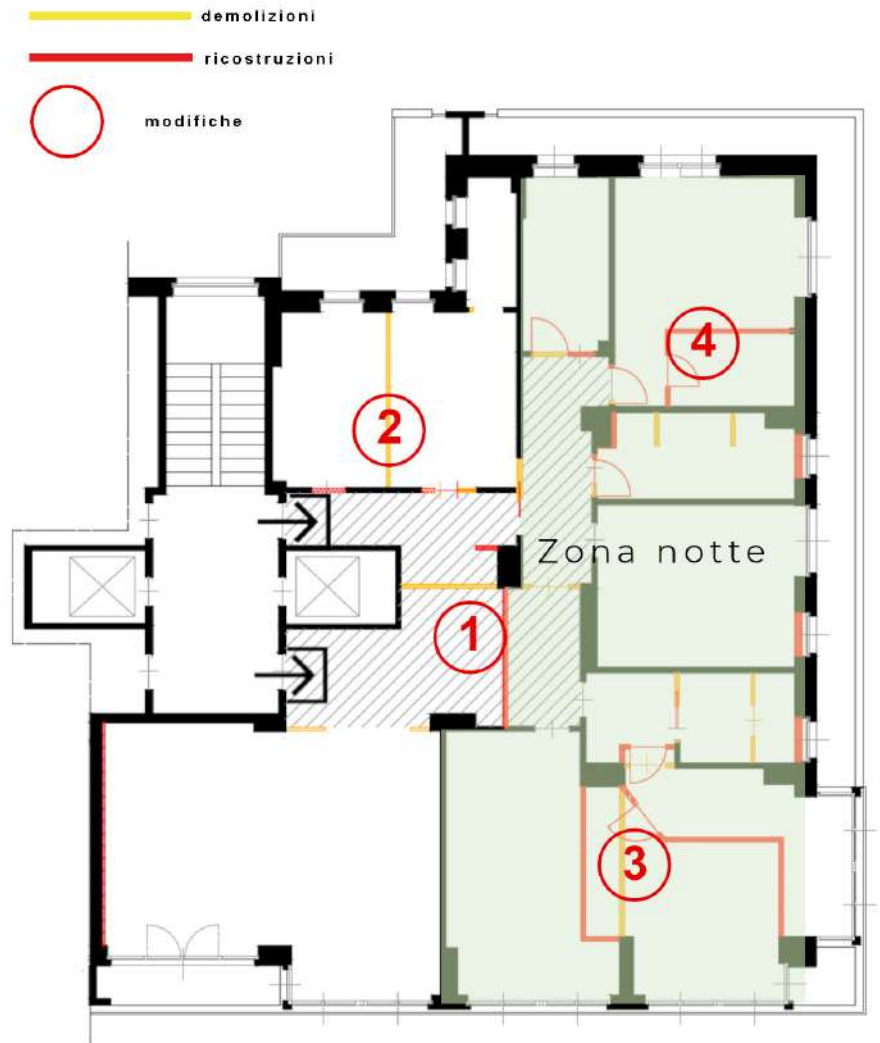 demolizioni
ricostruzioni
modifiche
4
2
Zona notte
1
3